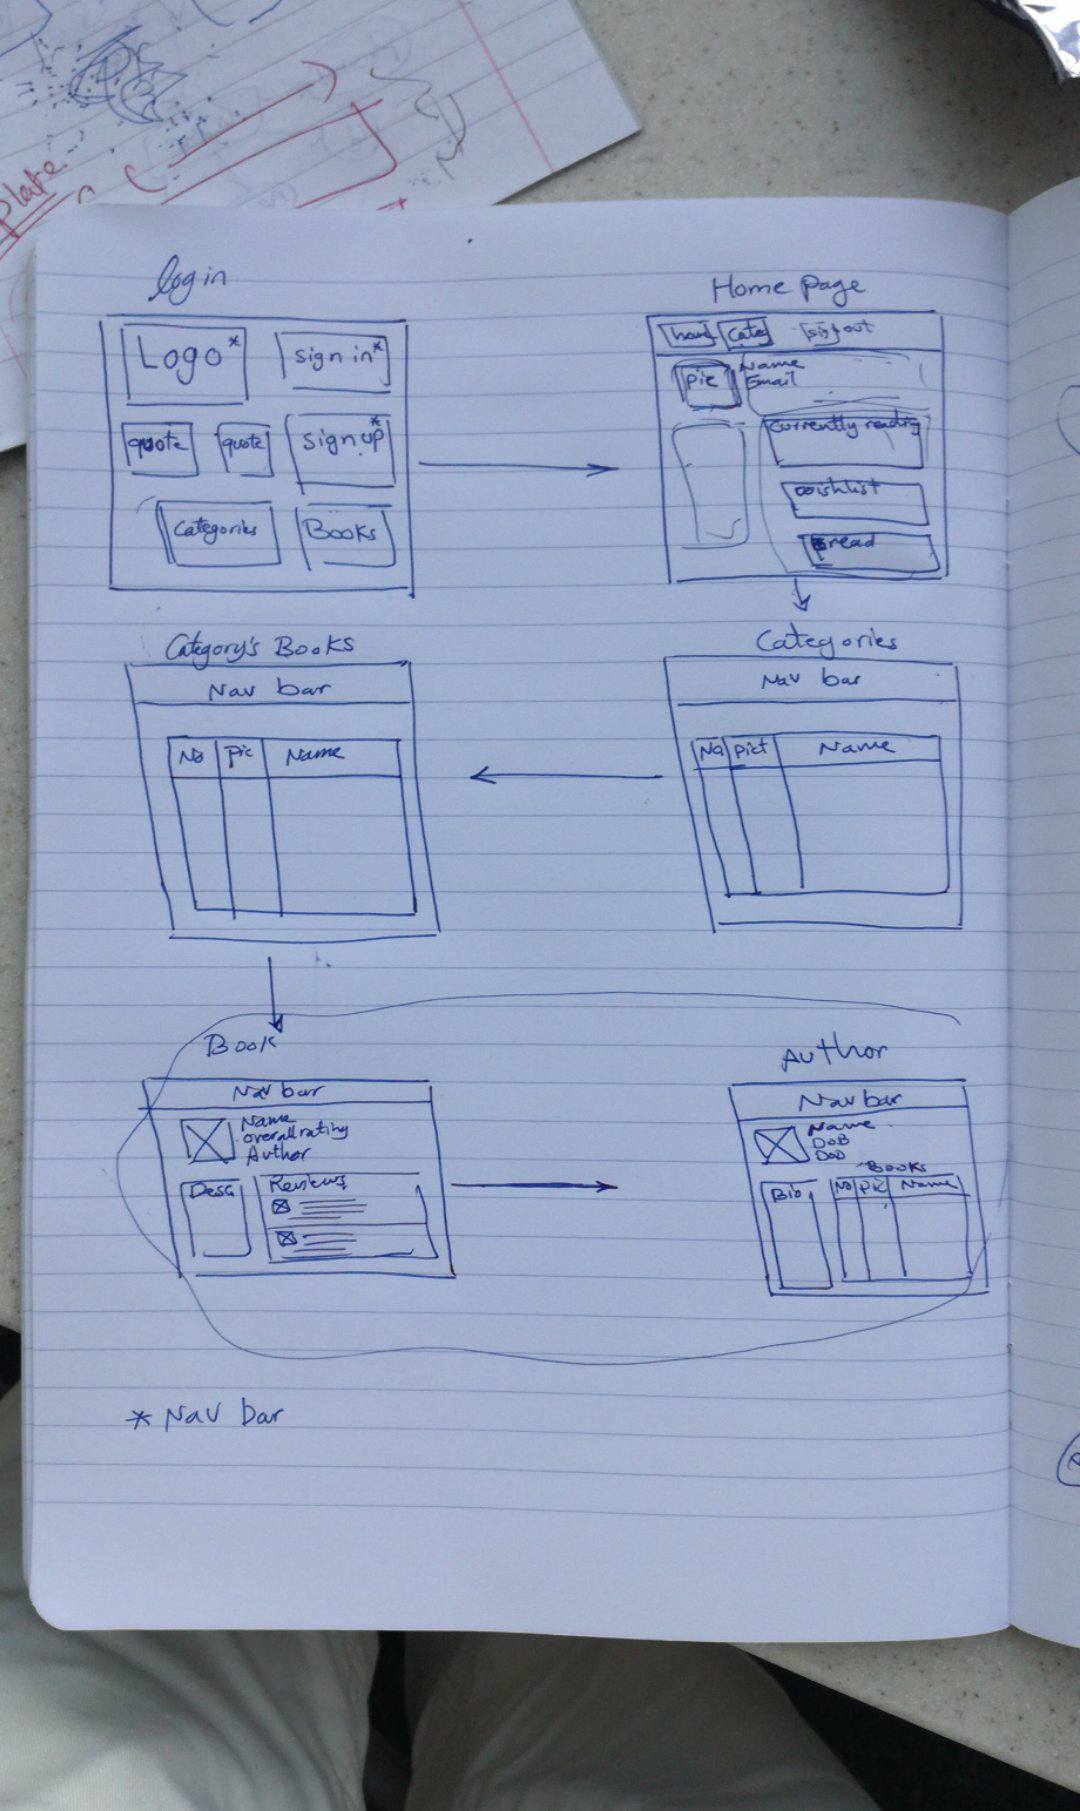 plate
login
Logo*
sign in*
quote
quote
sign up*
Categories
Books
Home Page
Categ
sign out
pic
Name
Email
currently reading
wishlist
read
Category's Books
Nav bar
No pic Name
Categories
Nav bar
No pict Name
Book
Nav bar
Name
overall rating
Author
Desc
Reviews
Author
Nav bar
Name
DOB
DOD
Books
Bio
No Pic Name
* Nav bar